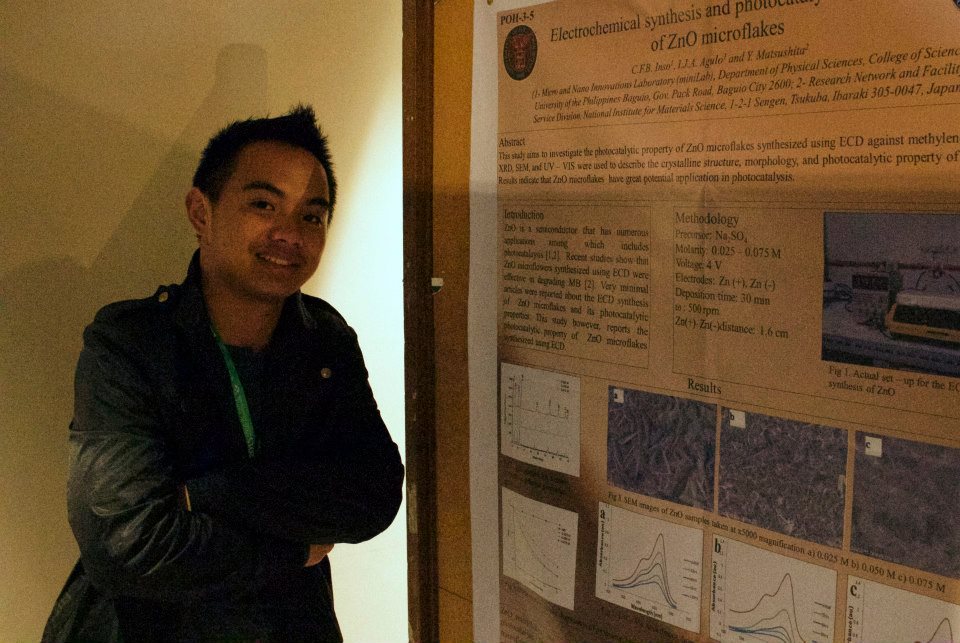 POH-3-5
Electrochemical synthesis and photocataly
of ZnO microflakes
C.F.B. Inso¹, I.J.A. Agulo¹ and Y. Matsushita²
(1- Micro and Nano Innovations Laboratory (miniLab), Department of Physical Sciences, College of Scienc
University of the Philippines Baguio, Gov. Pack Road, Baguio City 2600; 2- Research Network and Facility
Service Division, National Institute for Materials Science, 1-2-1 Sengen, Tsukuba, Ibaraki 305-0047, Japan
Abstract
This study aims to investigate the photocatalytic property of ZnO microflakes synthesized using ECD against methylen
XRD, SEM, and UV – VIS were used to describe the crystalline structure, morphology, and photocatalytic property of
Results indicate that ZnO microflakes have great potential application in photocatalysis.
Introduction
ZnO is a semiconductor that has numerous
applications among which includes
photocatalysis [1,2]. Recent studies show that
ZnO microflowers synthesized using ECD were
effective in degrading MB [2]. Very minimal
articles were reported about the ECD synthesis
of ZnO microflakes and its photocatalytic
properties. This study however, reports the
photocatalytic property of ZnO microflakes
synthesized using ECD.
Methodology
Precursor: Na₂SO₄
Molarity: 0.025 – 0.075 M
Voltage: 4 V
Electrodes: Zn (+), Zn (-)
Deposition time: 30 min
ω : 500 rpm
Zn(+)–Zn(-)distance: 1.6 cm
Fig 1. Actual set – up for the EC
synthesis of ZnO
Results
a
b
c
Fig 3. SEM images of ZnO samples taken at x5000 magnification a) 0.025 M b) 0.050 M c) 0.075 M
a
b
c
Wavelength (nm)